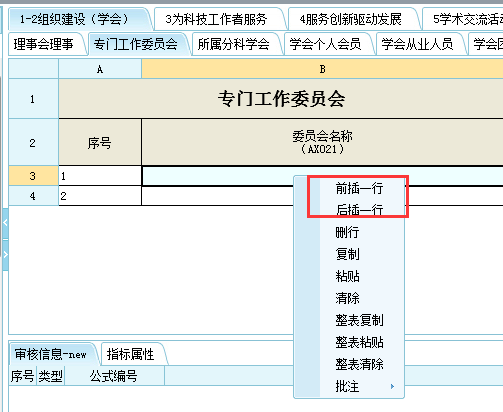 1-2组织建设（学会） 3为科技工作者服务 4服务创新驱动发展 5学术交流活动
理事会理事 专门工作委员会 所属分科学会 学会个人会员 学会从业人员
A B
1 专门工作委员会
2 序号 委员会名称
（AX021）
3 1
4 2
前插一行
后插一行
删行
复制
粘贴
清除
整表复制
整表粘贴
整表清除
批注
审核信息-new 指标属性
序号 类型 公式编号